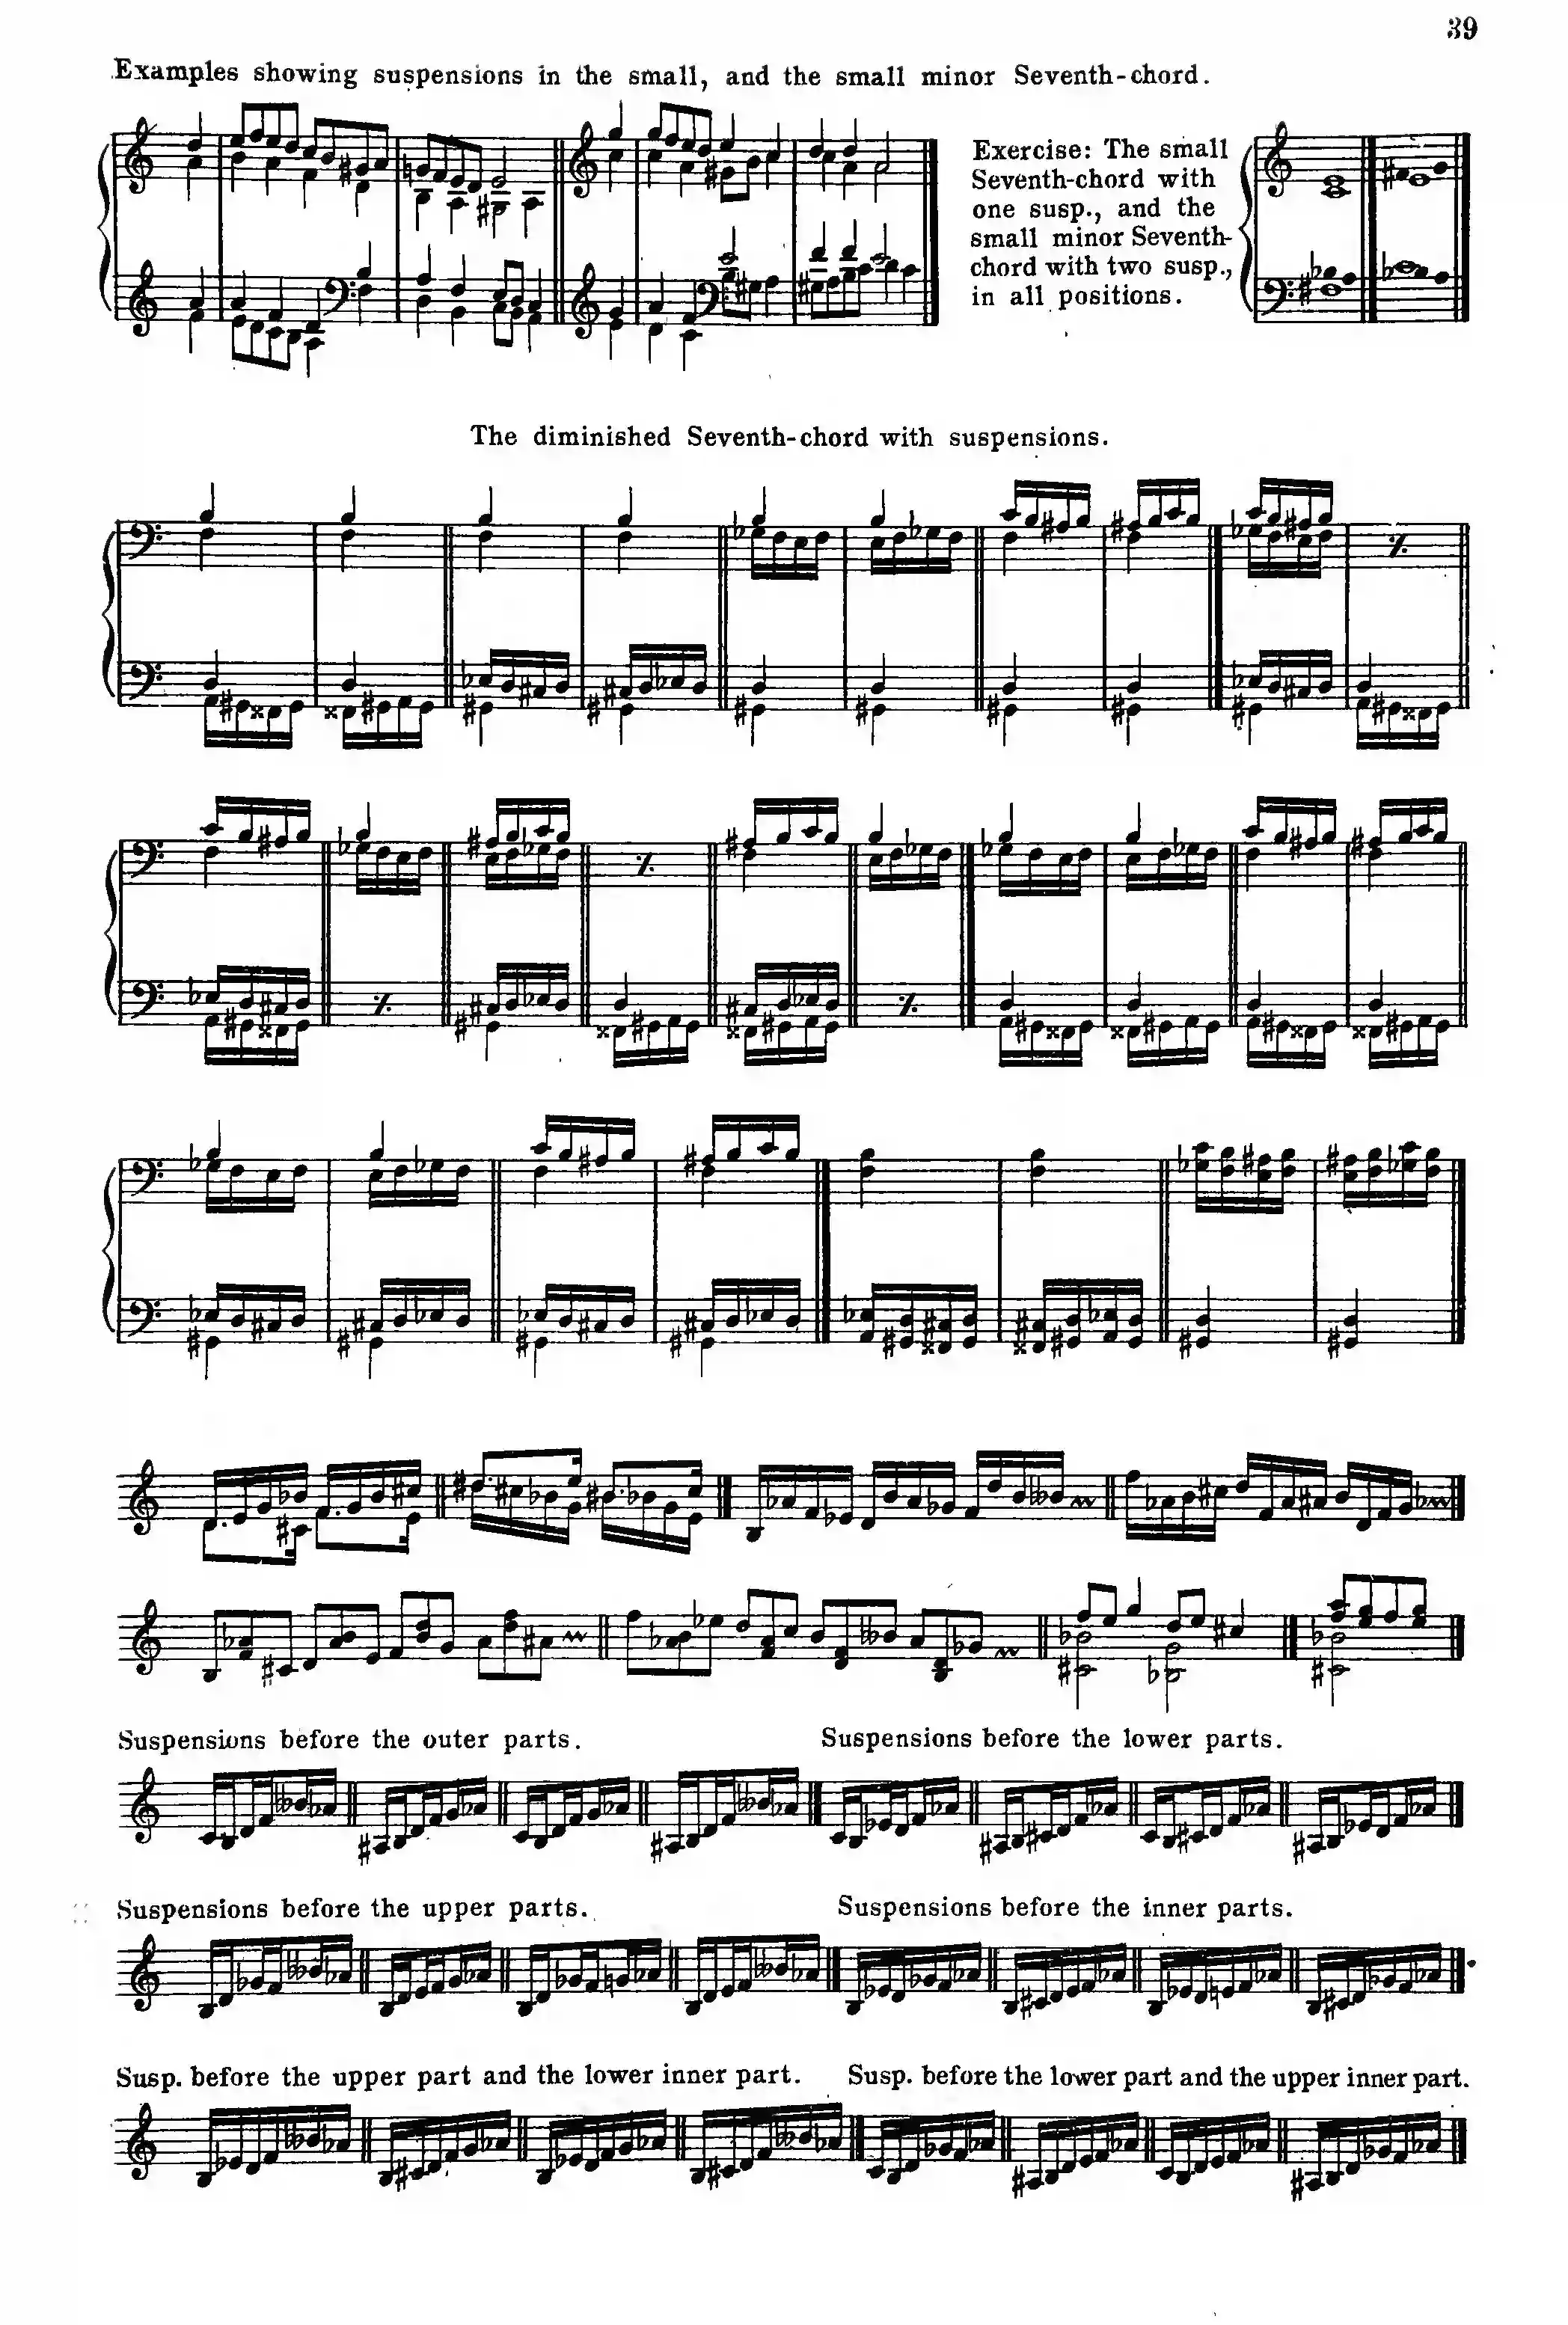 39
Examples showing suspensions in the small, and the small minor Seventh-chord.
Exercise: The small
Seventh-chord with
one susp., and the
small minor Seventh-
chord with two susp.,
in all positions.
The diminished Seventh-chord with suspensions.
Suspensions before the outer parts.
Suspensions before the lower parts.
Suspensions before the upper parts.
Suspensions before the inner parts.
Susp. before the upper part and the lower inner part.
Susp. before the lower part and the upper inner part.